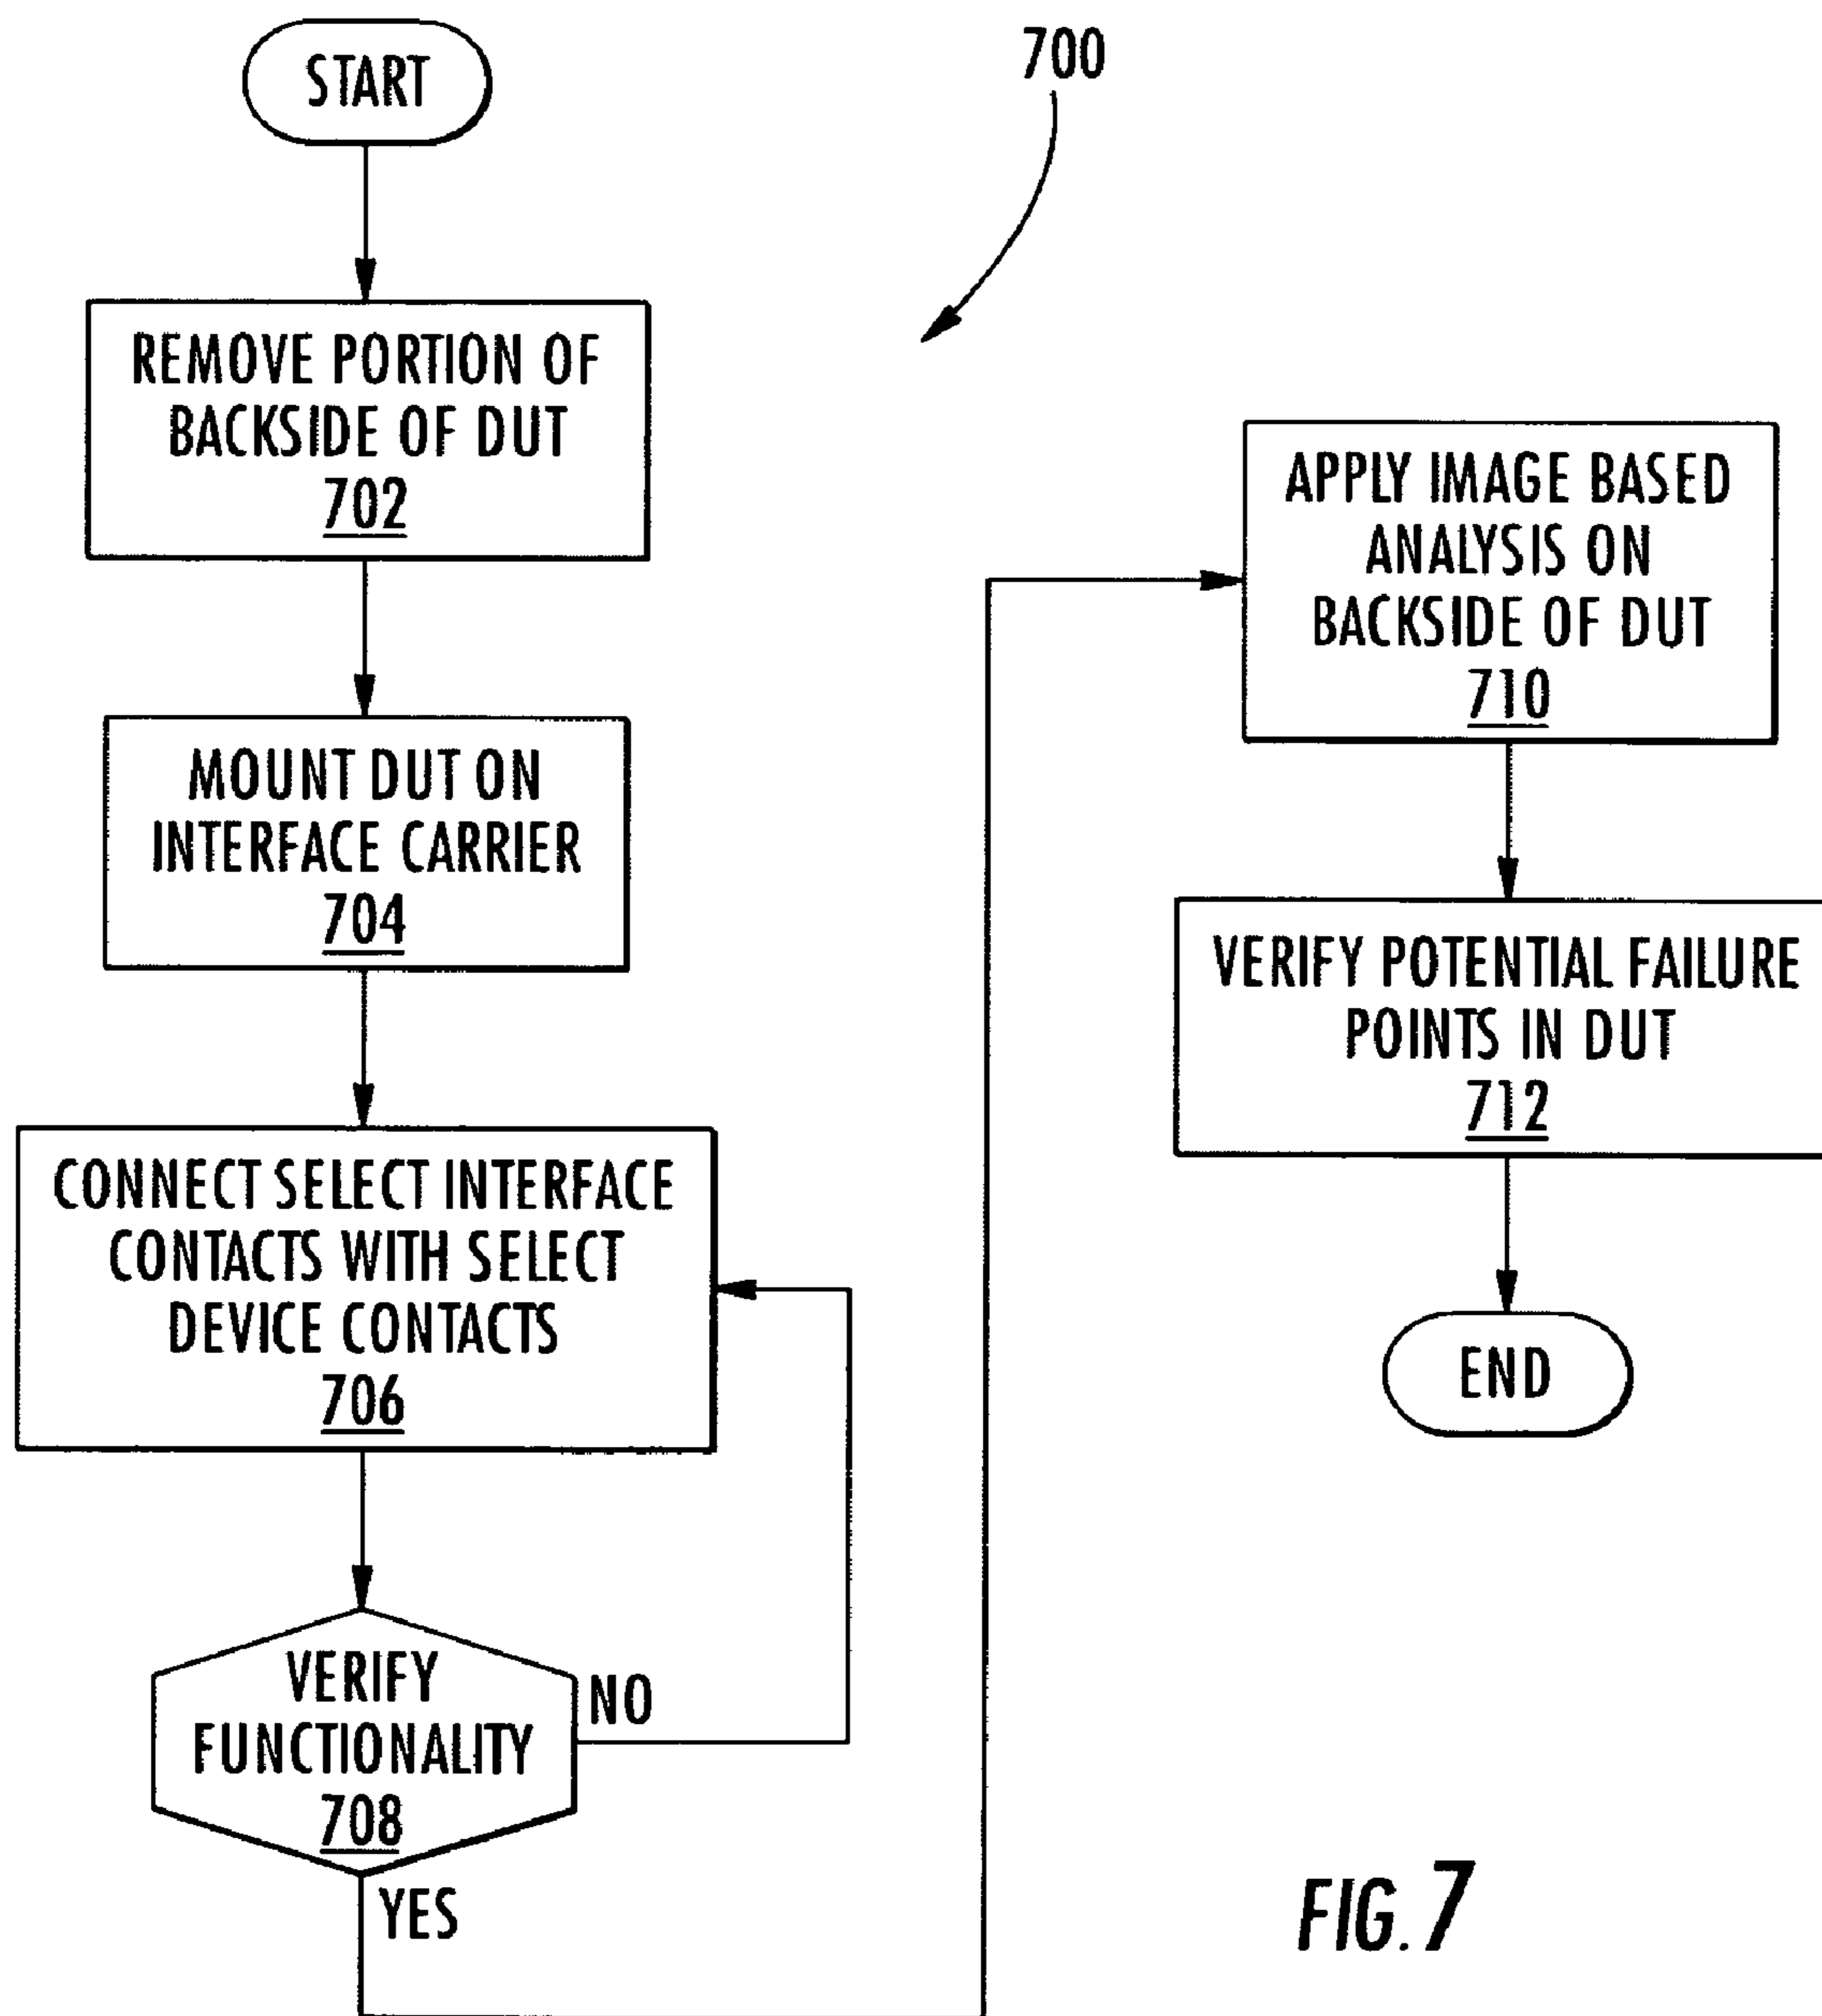 START
REMOVE PORTION OF
BACKSIDE OF DUT
702
MOUNT DUT ON
INTERFACE CARRIER
704
CONNECT SELECT INTERFACE
CONTACTS WITH SELECT
DEVICE CONTACTS
706
VERIFY
FUNCTIONALITY
708
NO
YES
700
APPLY IMAGE BASED
ANALYSIS ON
BACKSIDE OF DUT
710
VERIFY POTENTIAL FAILURE
POINTS IN DUT
712
END
FIG. 7